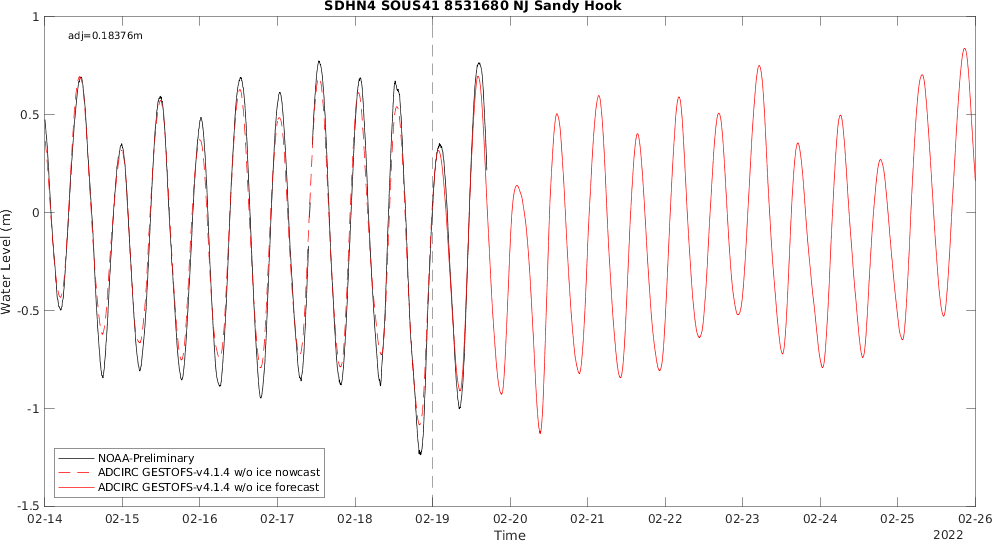 SDHN4 SOUS41 8531680 NJ Sandy Hook
adj=0.18376m
1
0.5
0
-0.5
-1
-1.5
Water Level (m)
NOAA-Preliminary
ADCIRC GESTOFS-v4.1.4 w/o ice nowcast
ADCIRC GESTOFS-v4.1.4 w/o ice forecast
02-14 02-15 02-16 02-17 02-18 02-19 02-20 02-21 02-22 02-23 02-24 02-25 02-26
Time
2022